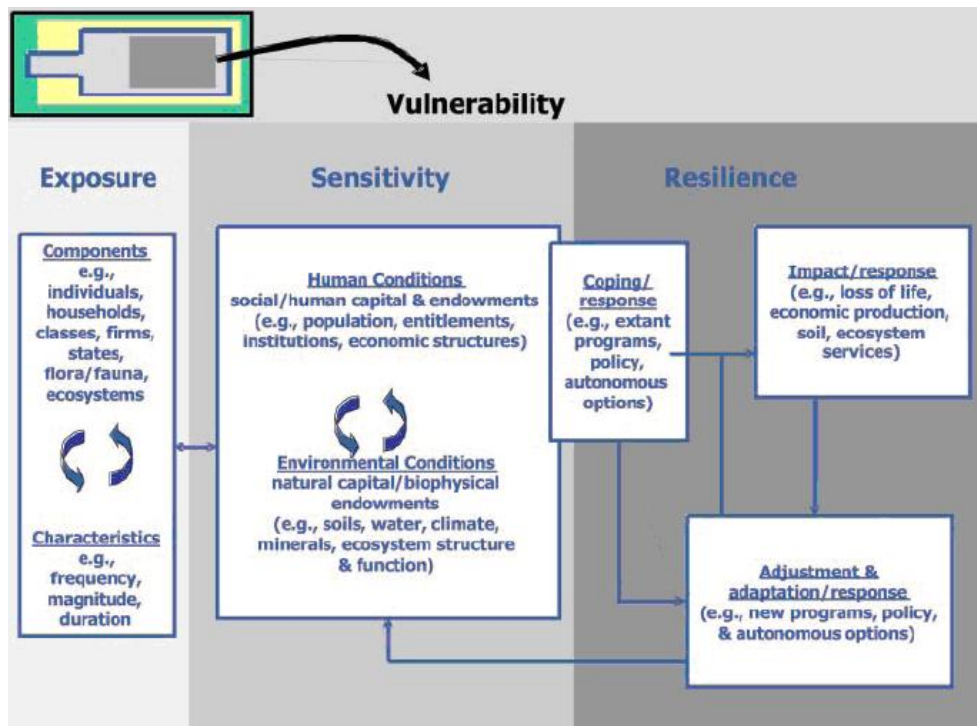 Vulnerability
Exposure
Sensitivity
Resilience
Components
e.g.,
individuals,
households,
classes, firms,
states,
flora/fauna,
ecosystems
Characteristics
e.g.,
frequency,
magnitude,
duration
Human Conditions
social/human capital & endowments
(e.g., population, entitlements,
institutions, economic structures)
Environmental Conditions
natural capital/biophysical
endowments
(e.g., soils, water, climate,
minerals, ecosystem structure
& function)
Coping/
response
(e.g., extant
programs,
policy,
autonomous
options)
Impact/response
(e.g., loss of life,
economic production,
soil, ecosystem
services)
Adjustment &
adaptation/response
(e.g., new programs, policy,
& autonomous options)